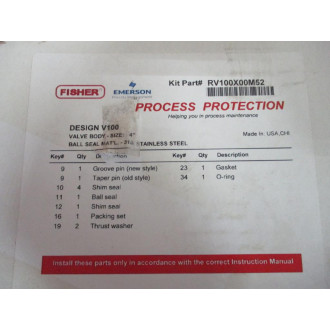 FISHER
EMERSON
Kit Part# RV100X00M52
PROCESS PROTECTION
Helping you in process maintenance
DESIGN V100
VALVE BODY - SIZE: 4"
Made In: USA,CHI
BALL SEAL MATL. - 316 STAINLESS STEEL
Key# Qty Description Key# Qty Description
9 1 Groove pin (new style) 23 1 Gasket
8 1 Taper pin (old style) 34 1 O-ring
10 4 Shim seal
11 1 Ball seal
12 1 Shim seal
16 1 Packing set
19 2 Thrust washer
Install these parts only in accordance with the correct Instruction Manual